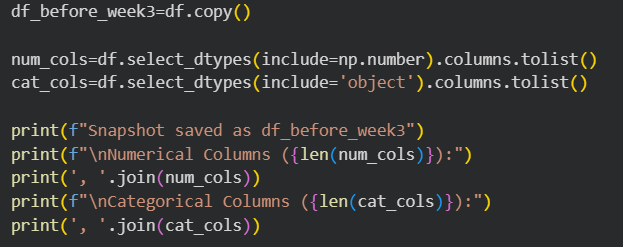 df_before_week3=df.copy()
num_cols=df.select_dtypes(include=np.number).columns.tolist()
cat_cols=df.select_dtypes(include='object').columns.tolist()
print(f"Snapshot saved as df_before_week3")
print(f"\nNumerical Columns ({len(num_cols)}):")
print(', '.join(num_cols))
print(f"\nCategorical Columns ({len(cat_cols)}):")
print(', '.join(cat_cols))